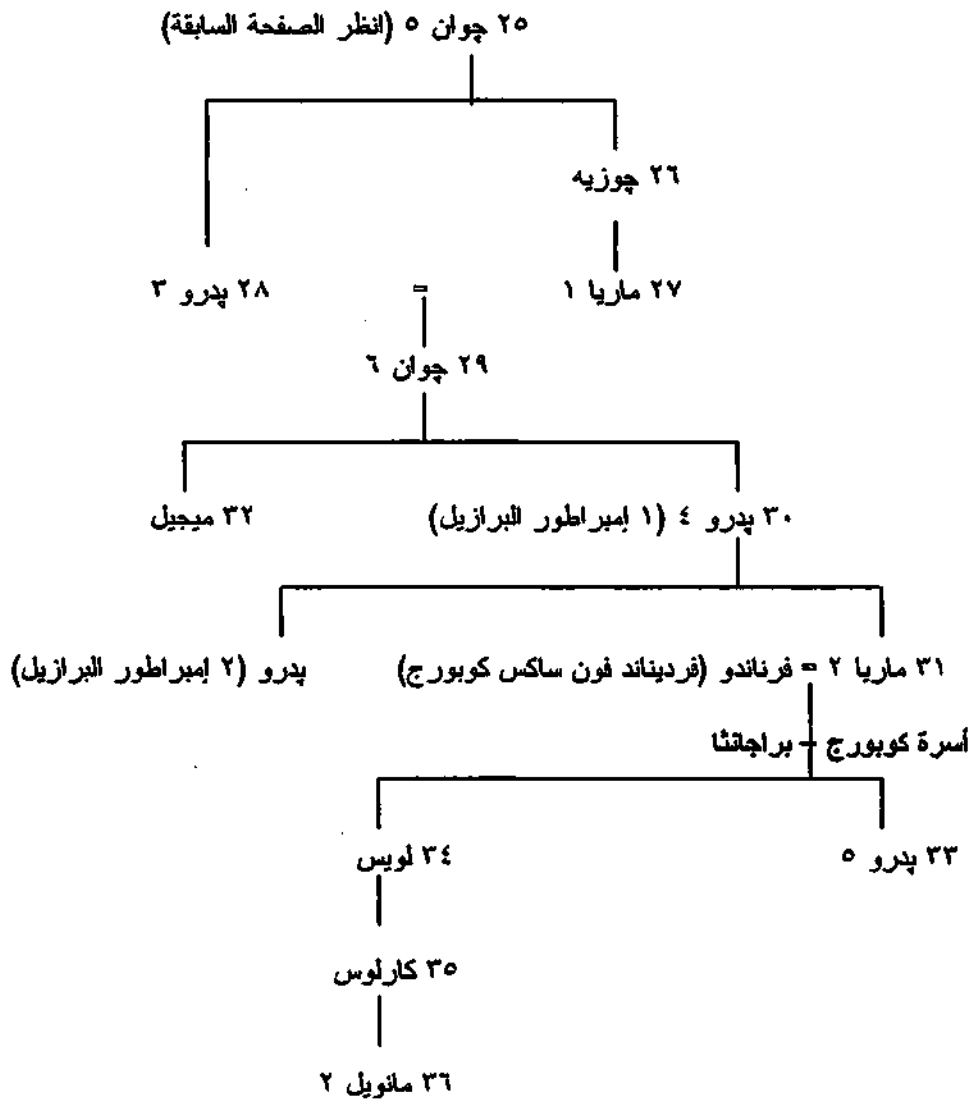 ٢٥ چوان ٥ (انظر الصفحة السابقة)
٢٦ چوزيه
٢٧ ماريا ١ = ٢٨ پدرو ٣
٢٩ چوان ٦
٣٠ پدرو ٤ (١ إمبراطور البرازيل) ٣٢ ميجيل
٣١ ماريا ٢ = فرناندو (فرديناند فون ساكس كوبورج) پدرو (٢ إمبراطور البرازيل)
أسرة كوبورج - براجانثا
٣٣ پدرو ٥ ٣٤ لويس
٣٥ كارلوس
٣٦ مانويل ٢